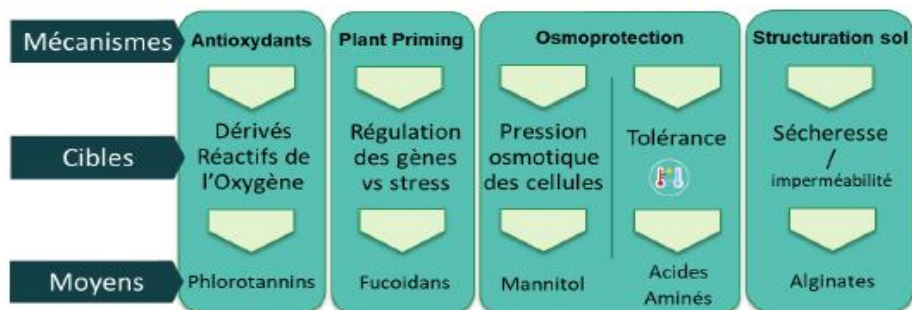 Mécanismes
Antioxydants
Plant Priming
Osmoprotection
Structuration sol
Cibles
Dérivés
Réactifs de
l'Oxygène
Régulation
des gènes
vs stress
Pression
osmotique
des cellules
Tolérance
Sécheresse
/
imperméabilité
Moyens
Phlorotannins
Fucoidans
Mannitol
Acides
Aminés
Alginates